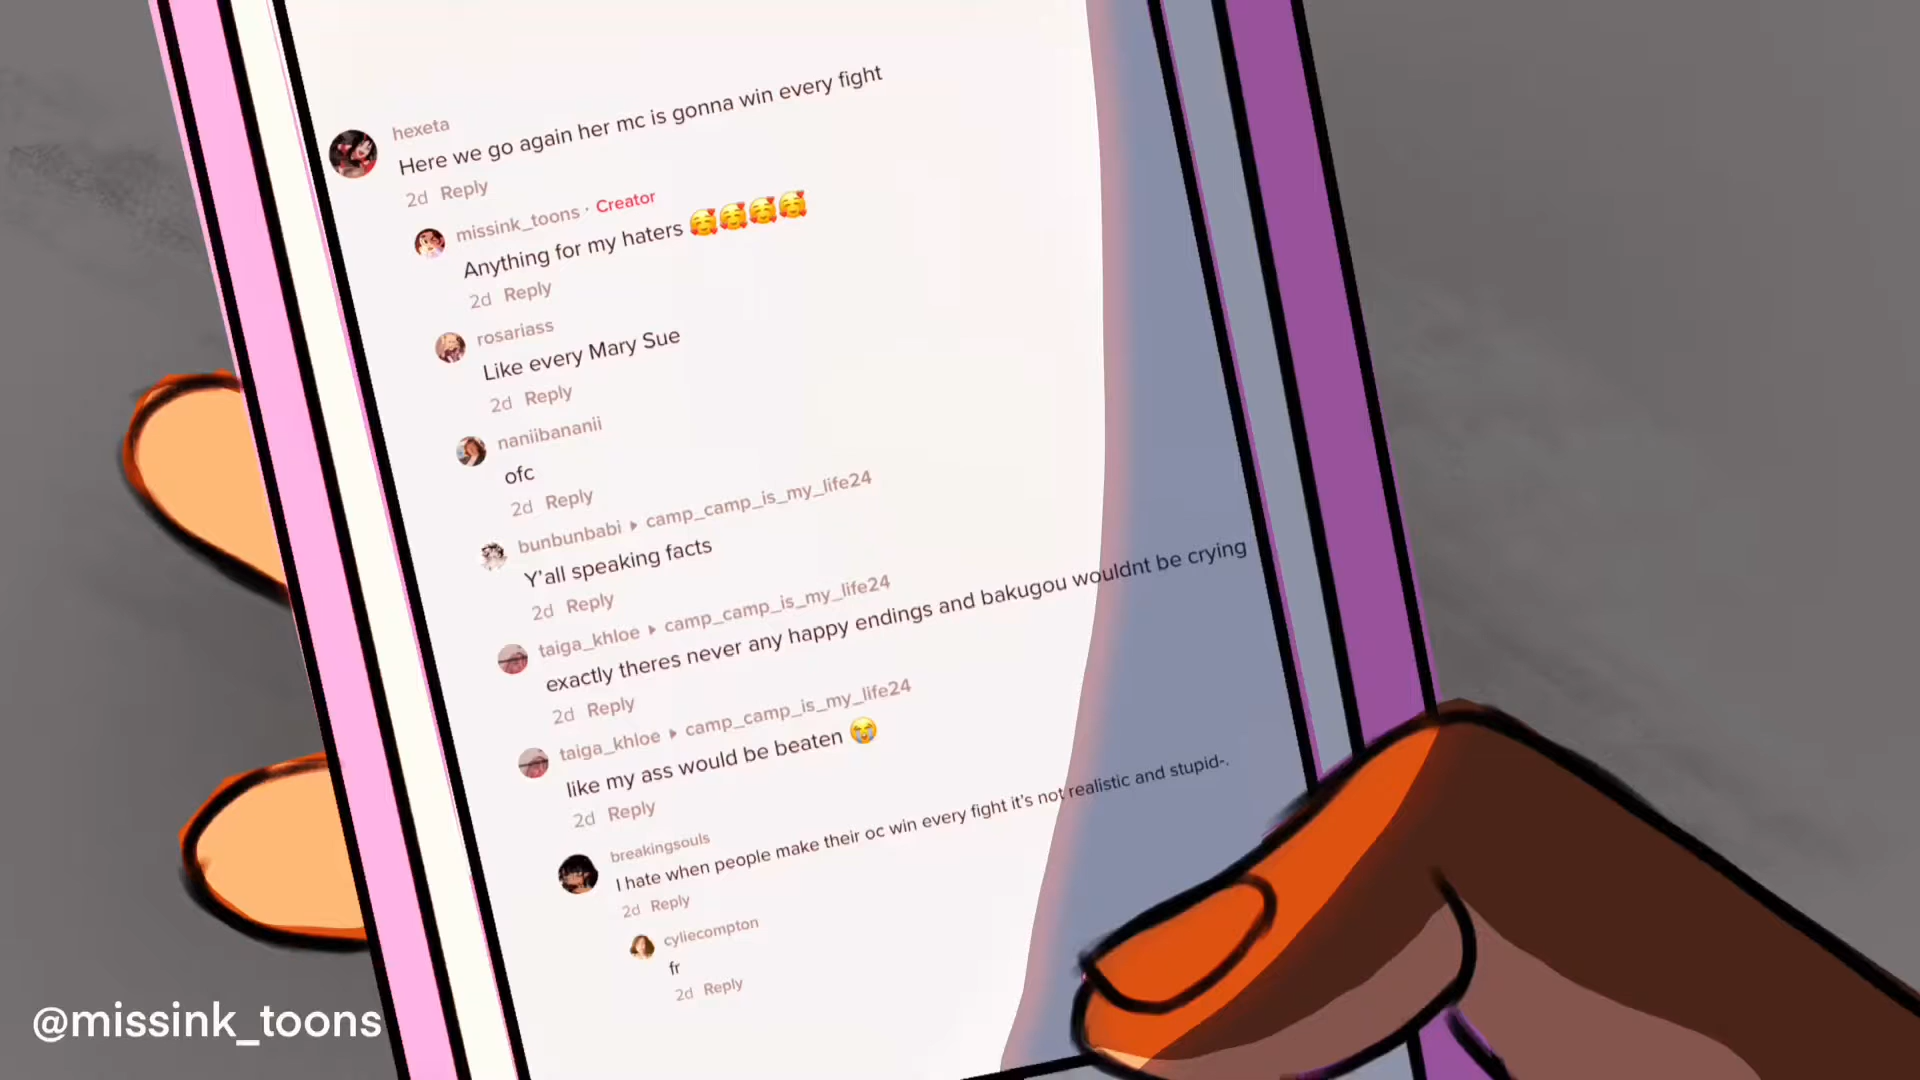 hexeta
Here we go again her mc is gonna win every fight
2d Reply
missink_toons · Creator
Anything for my haters 🥰🥰🥰🥰
2d Reply
rosariass
Like every Mary Sue
2d Reply
naniibananii
ofc
2d Reply
bunbunbabi ▸ camp_camp_is_my_life24
Y'all speaking facts
2d Reply
taiga_khloe ▸ camp_camp_is_my_life24
exactly theres never any happy endings and bakugou wouldnt be crying
2d Reply
taiga_khloe ▸ camp_camp_is_my_life24
like my ass would be beaten 😭
2d Reply
breakingsouls
I hate when people make their oc win every fight it's not realistic and stupid-.
2d Reply
cyliecompton
fr
2d Reply
@missink_toons